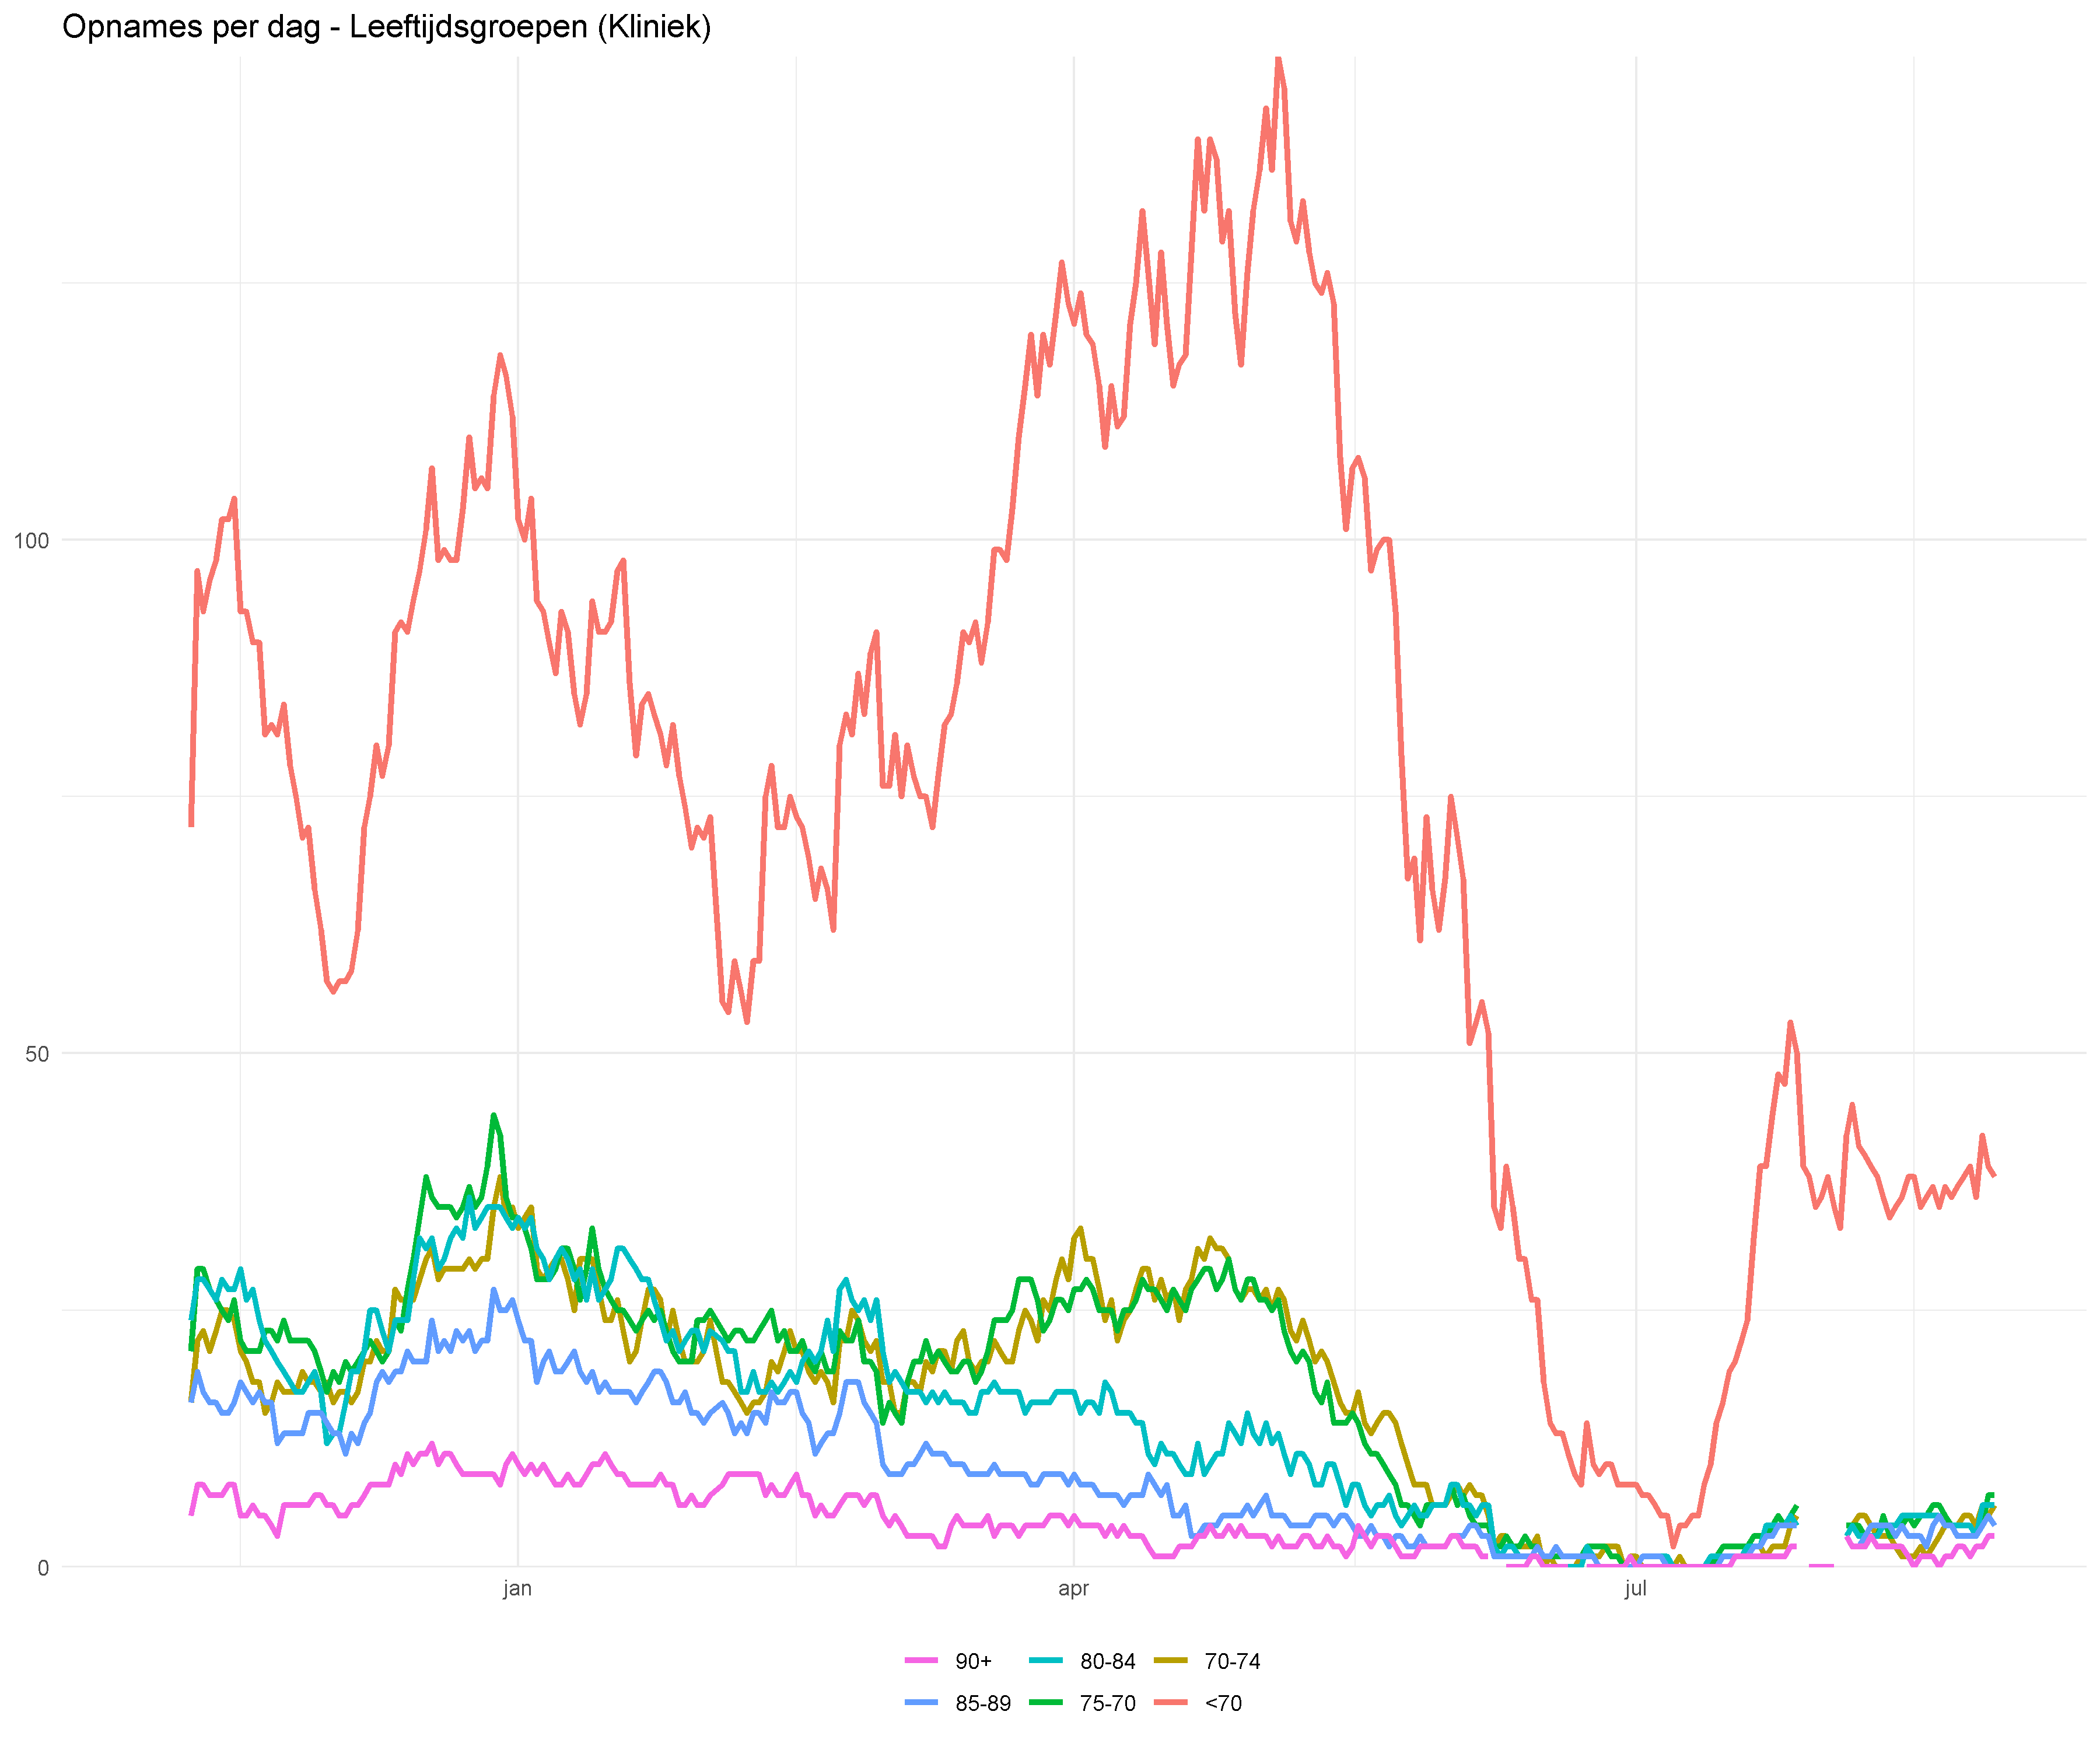 Opnames per dag - Leeftijdsgroepen (Kliniek)
100
50
0
jan apr jul
90+ 80-84 70-74
85-89 75-70 <70